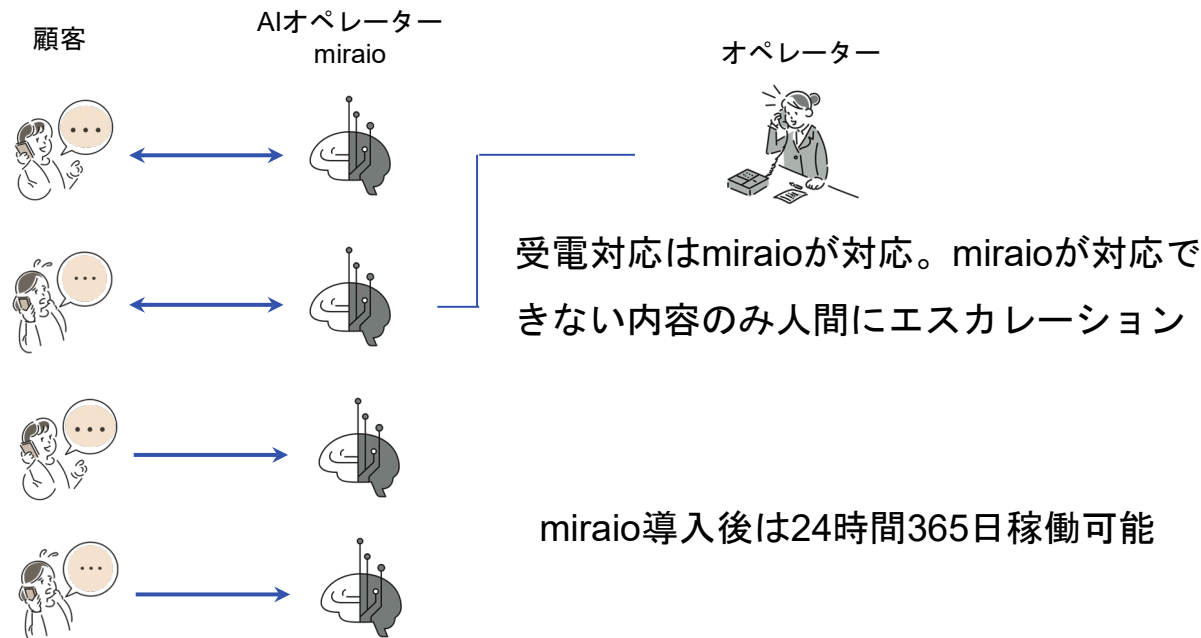 顧客
AIオペレーター
miraio
オペレーター
受電対応はmiraioが対応。miraioが対応で
きない内容のみ人間にエスカレーション
miraio導入後は24時間365日稼働可能